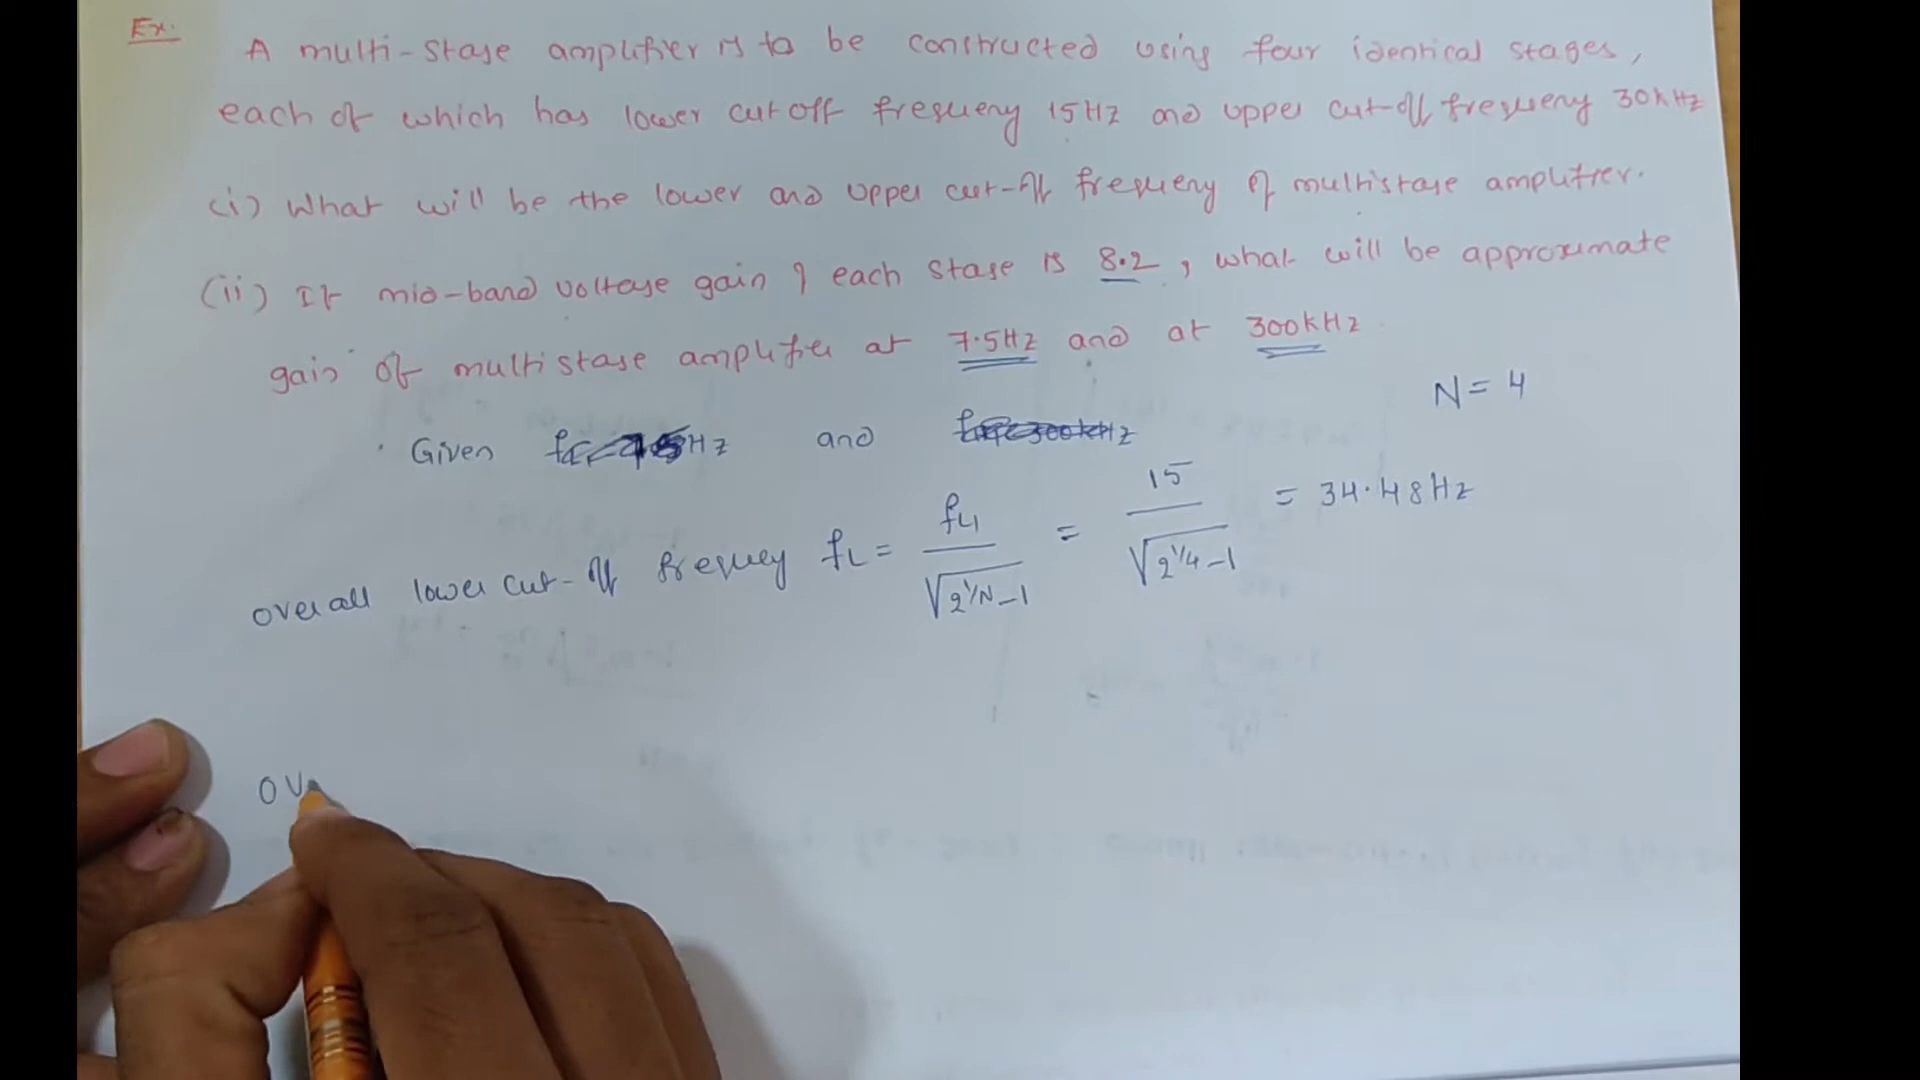 Ex.
A multi-stage amplifier is to be constructed using four identical stages,
each of which has lower cut off frequency 15Hz and upper cut-off frequency 30kHz
(i) What will be the lower and upper cut-off frequency of multistage amplifier.
(ii) If mid-band voltage gain of each stage is 8.2, what will be approximate
gain of multistage amplifier at 7.5Hz and at 300kHz
N = 4
Given Hz and Hz
overall lower cut-off frequency fL = fL1 / √(2^1/N - 1) = 15 / √(2^1/4 - 1) = 34.48Hz
OV